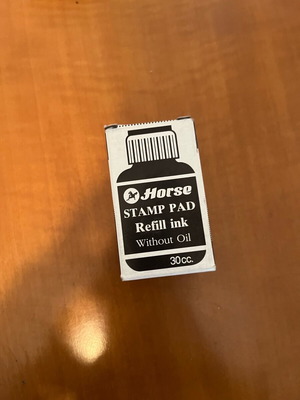 Horse
STAMP PAD
Refill ink
Without Oil
30cc.